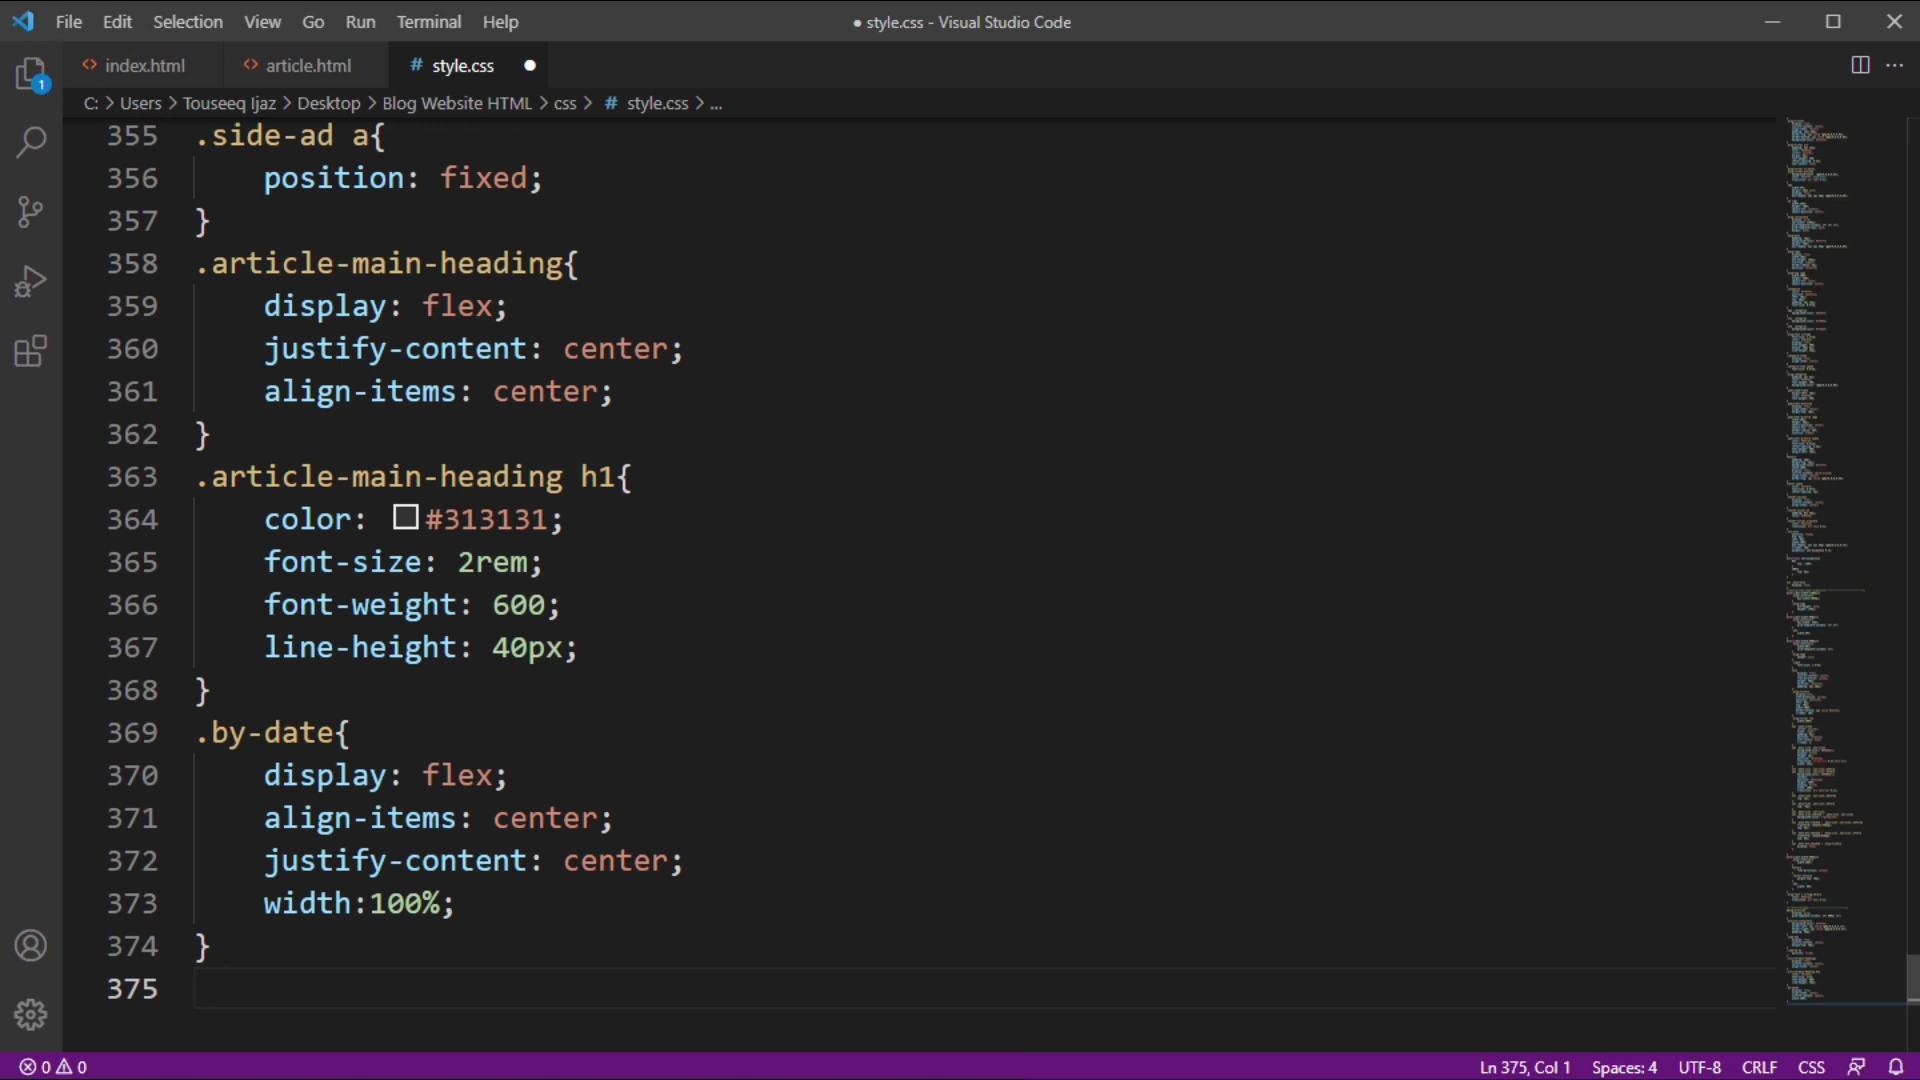 File Edit Selection View Go Run Terminal Help
● style.css - Visual Studio Code
index.html article.html # style.css
C: > Users > Touseeq Ijaz > Desktop > Blog Website HTML > css > # style.css > ...
1
355 .side-ad a{
356 position: fixed;
357 }
358 .article-main-heading{
359 display: flex;
360 justify-content: center;
361 align-items: center;
362 }
363 .article-main-heading h1{
364 color: #313131;
365 font-size: 2rem;
366 font-weight: 600;
367 line-height: 40px;
368 }
369 .by-date{
370 display: flex;
371 align-items: center;
372 justify-content: center;
373 width:100%;
374 }
375
0 0 Ln 375, Col 1 Spaces: 4 UTF-8 CRLF CSS